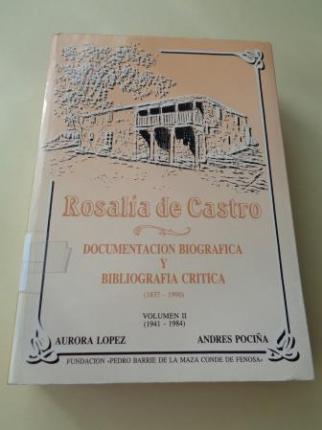 Rosalía de Castro
DOCUMENTACION BIOGRAFICA
Y
BIBLIOGRAFIA CRITICA
(1837 - 1990)
VOLUMEN II
(1941 - 1984)
AURORA LOPEZ
ANDRES POCIÑA
FUNDACION «PEDRO BARRIE DE LA MAZA CONDE DE FENOSA»